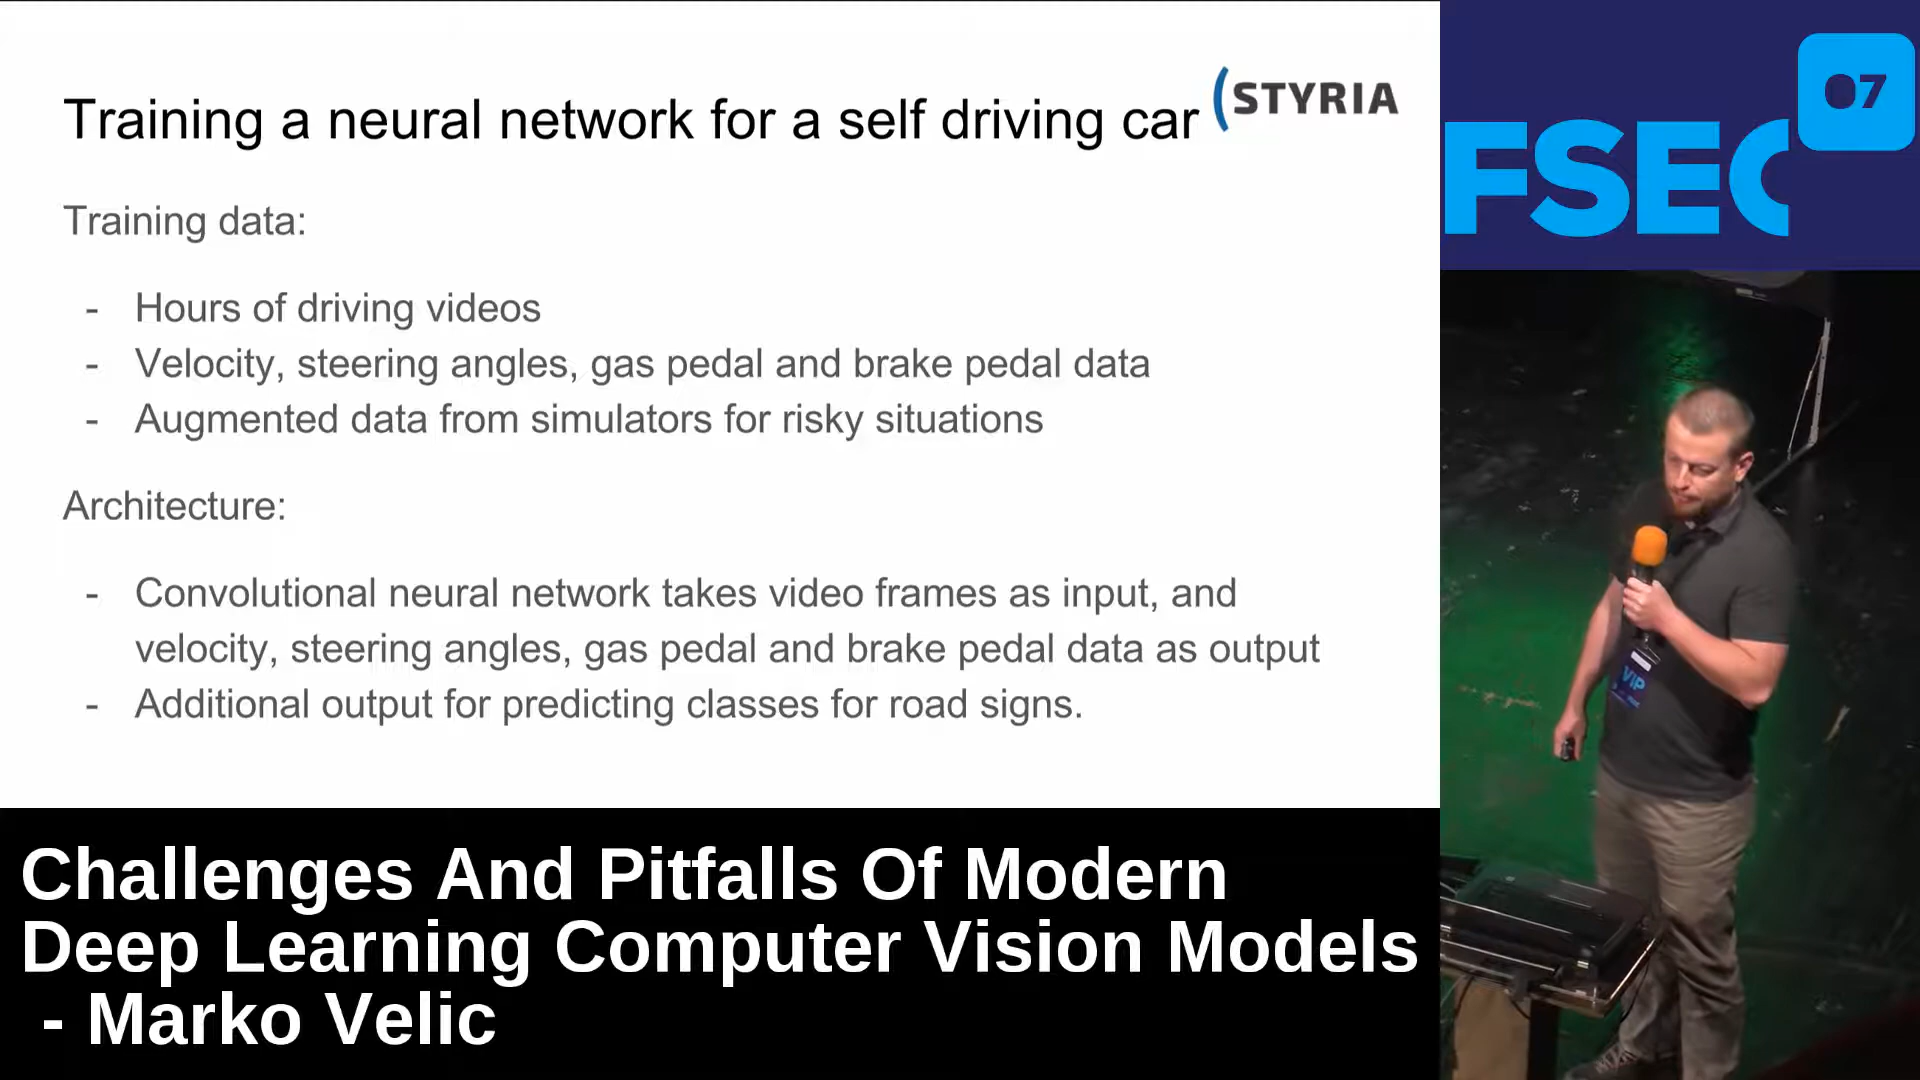 Training a neural network for a self driving car
STYRIA
Training data:
- Hours of driving videos
- Velocity, steering angles, gas pedal and brake pedal data
- Augmented data from simulators for risky situations
Architecture:
- Convolutional neural network takes video frames as input, and
velocity, steering angles, gas pedal and brake pedal data as output
- Additional output for predicting classes for road signs.
07
FSEC
VIP
Challenges And Pitfalls Of Modern
Deep Learning Computer Vision Models
- Marko Velic